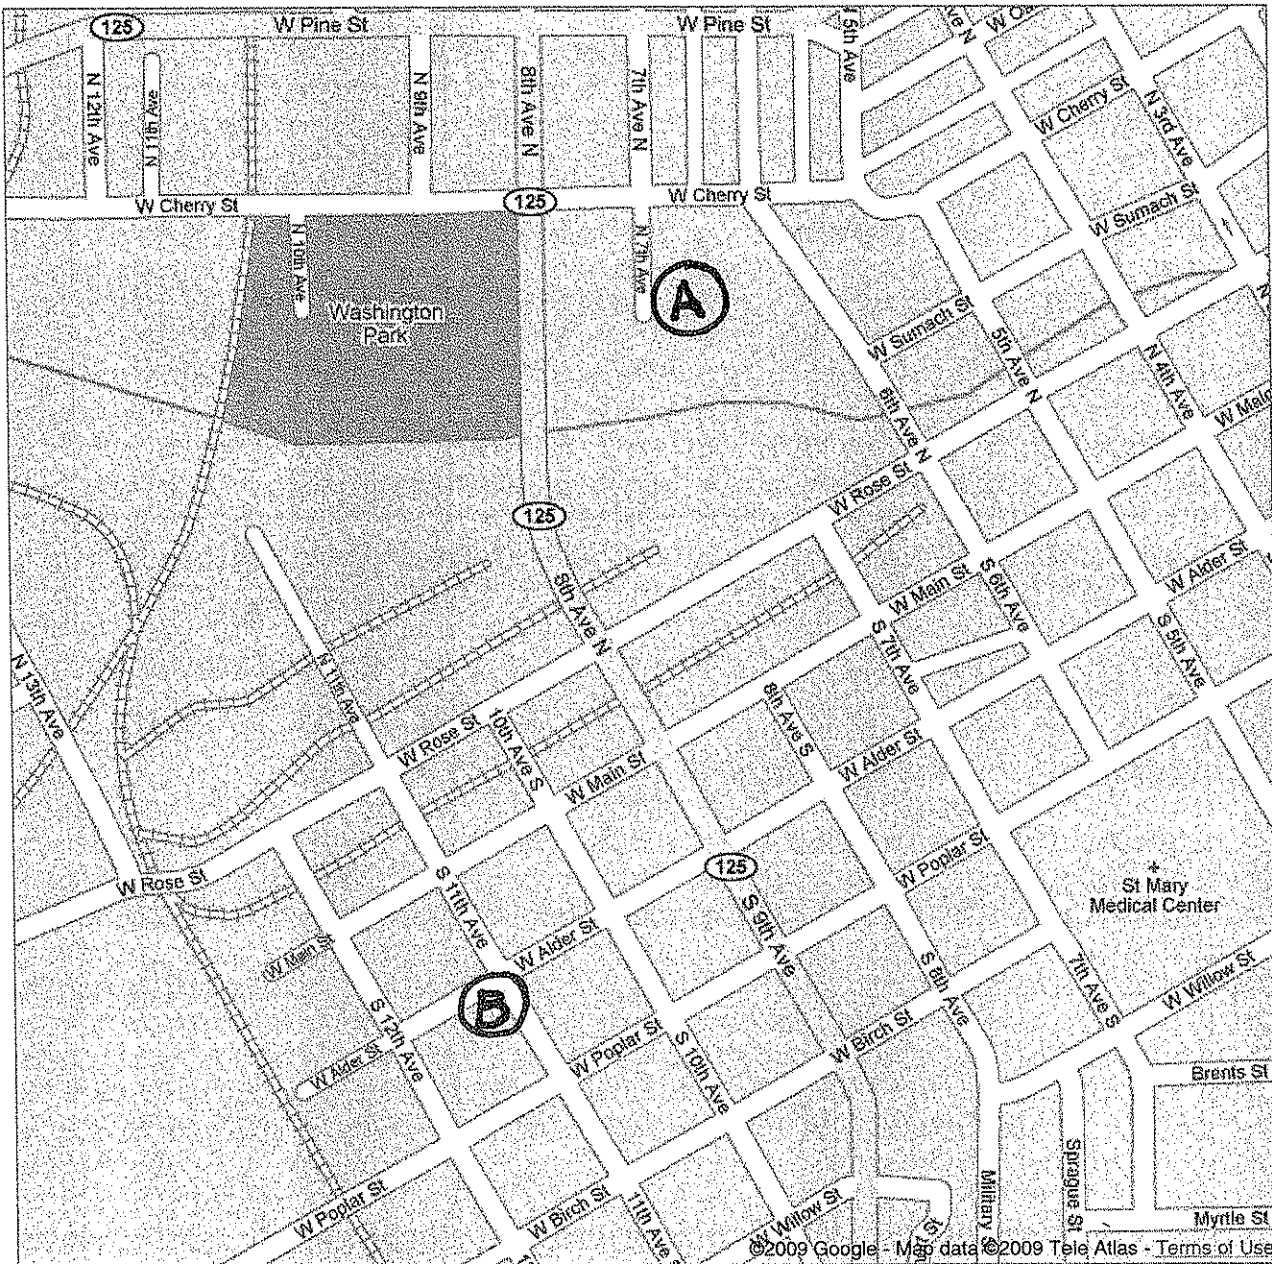 125
W Pine St
W Pine St
5th Ave
Ave N
N 12th Ave
N 11th Ave
N 9th Ave
8th Ave N
7th Ave N
W Cherry St
N 3rd Ave
W Cherry St
125
W Cherry St
W Sumach St
N 10th Ave
N 7th Ave
A
Washington
Park
W Sumach St
5th Ave N
N 4th Ave
6th Ave N
W Main
W Rose St
125
W Main St
S 6th Ave
W Alder St
8th Ave N
S 7th Ave
S 5th Ave
N 13th Ave
N 11th Ave
W Rose St
10th Ave S
8th Ave S
W Main St
W Alder St
W Rose St
S 11th Ave
125
W Poplar St
St Mary
Medical Center
W Main St
W Alder St
S 9th Ave
B
S 12th Ave
S 8th Ave
7th Ave S
W Willow St
W Alder St
W Poplar St
S 10th Ave
W Birch St
Brents St
W Poplar St
W Birch St
11th Ave
W Willow St
Military S
Sprague St
Myrtle St
©2009 Google - Map data ©2009 Tele Atlas - Terms of Use